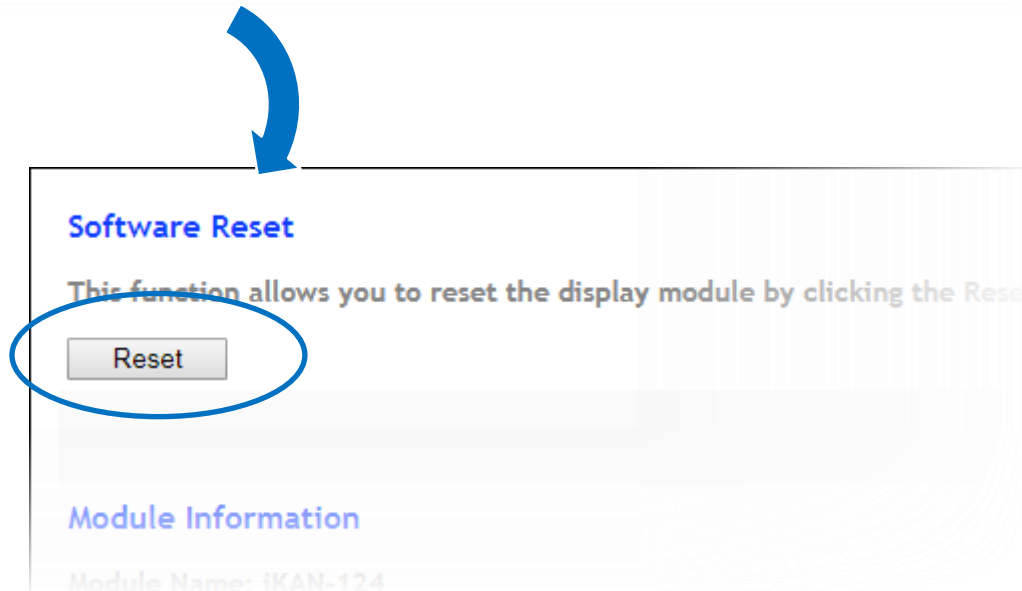 Software Reset
This function allows you to reset the display module by clicking the
Reset
Module Information
Module Name: iKAN-124